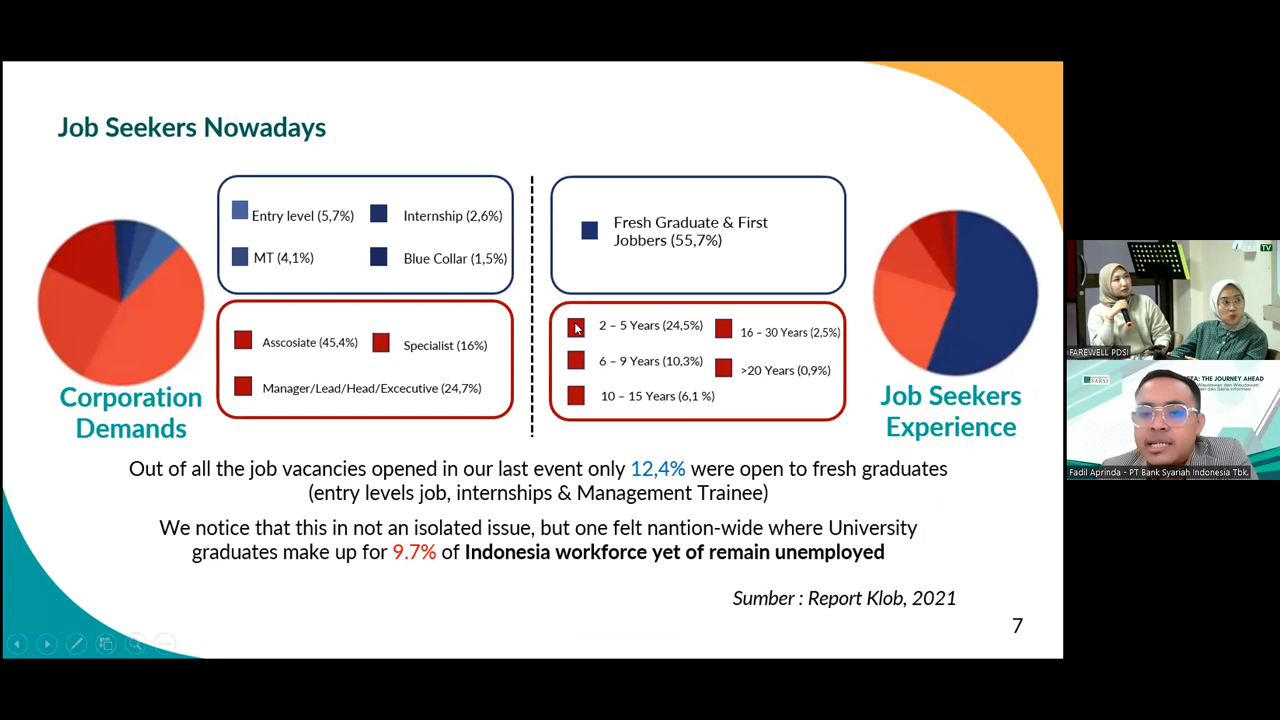 Job Seekers Nowadays
Entry level (5,7%)
Internship (2,6%)
MT (4,1%)
Blue Collar (1,5%)
Asscosiate (45,4%)
Specialist (16%)
Manager/Lead/Head/Excecutive (24,7%)
Corporation
Demands
Fresh Graduate & First
Jobbers (55,7%)
2 – 5 Years (24,5%)
16 – 30 Years (2,5%)
6 – 9 Years (10,3%)
>20 Years (0,9%)
10 – 15 Years (6,1 %)
Job Seekers
Experience
Out of all the job vacancies opened in our last event only 12,4% were open to fresh graduates
(entry levels job, internships & Management Trainee)
We notice that this in not an isolated issue, but one felt nantion-wide where University
graduates make up for 9.7% of Indonesia workforce yet of remain unemployed
Sumber : Report Klob, 2021
7
TV
FAREWELL PDSI
YARSI
THE JOURNEY AHEAD
Fadil Aprinda - PT Bank Syariah Indonesia Tbk.